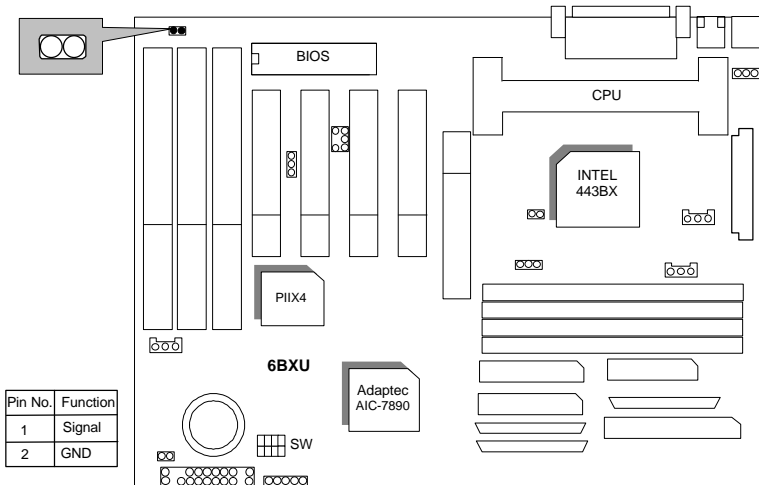 BIOS
CPU
INTEL
443BX
PIIX4
6BXU
Adaptec
AIC-7890
SW
Pin No. Function
1 Signal
2 GND